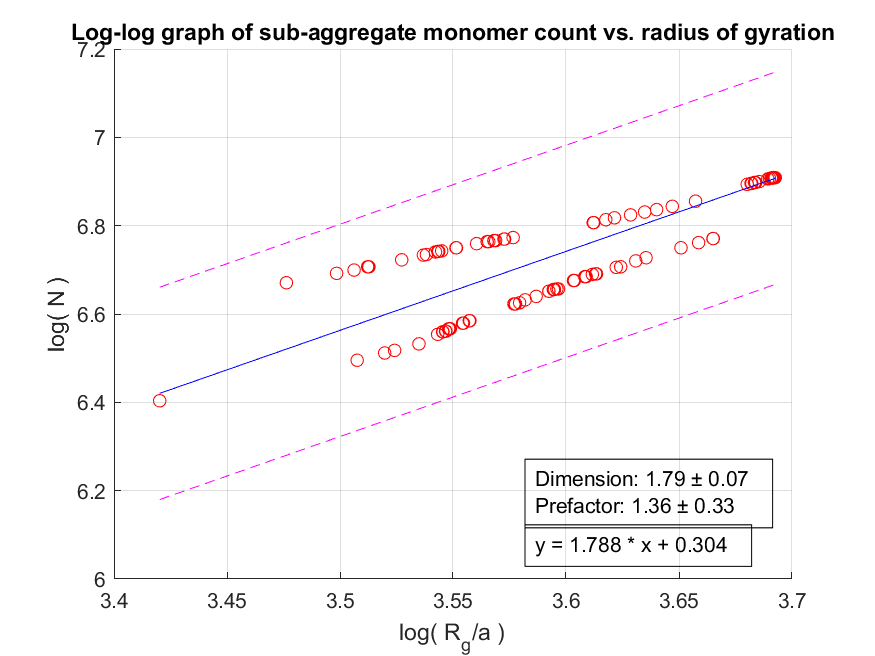 Log-log graph of sub-aggregate monomer count vs. radius of gyration
7.2
7
6.8
6.6
6.4
6.2
6
log( N )
Dimension: 1.79 ± 0.07
Prefactor: 1.36 ± 0.33
y = 1.788 * x + 0.304
3.4 3.45 3.5 3.55 3.6 3.65 3.7
log( R_g/a )